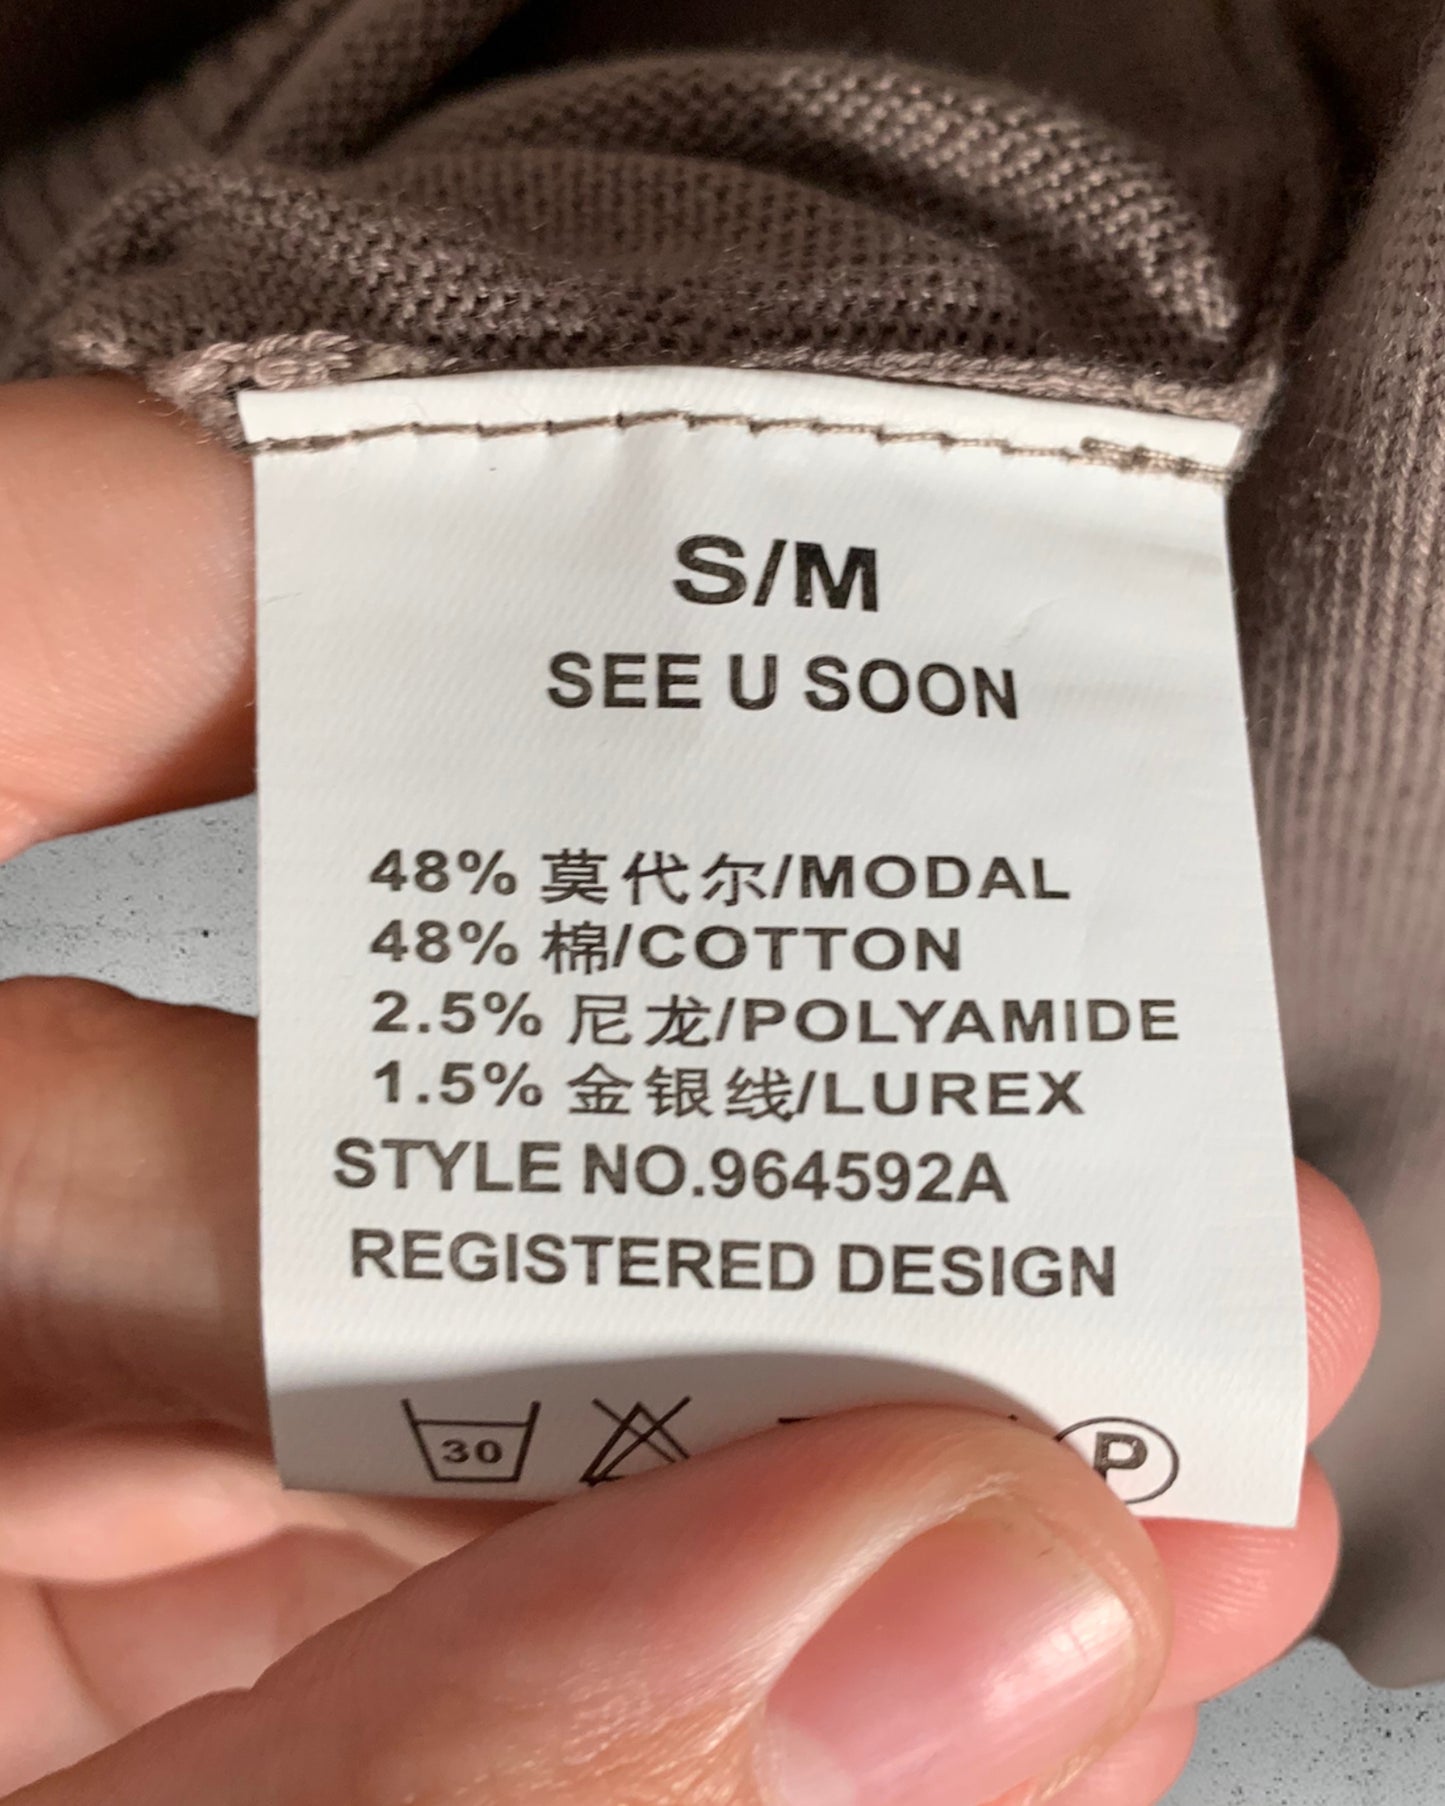 S/M
SEE U SOON
48% 莫代尔/MODAL
48% 棉/COTTON
2.5% 尼龙/POLYAMIDE
1.5% 金银线/LUREX
STYLE NO.964592A
REGISTERED DESIGN
30 P